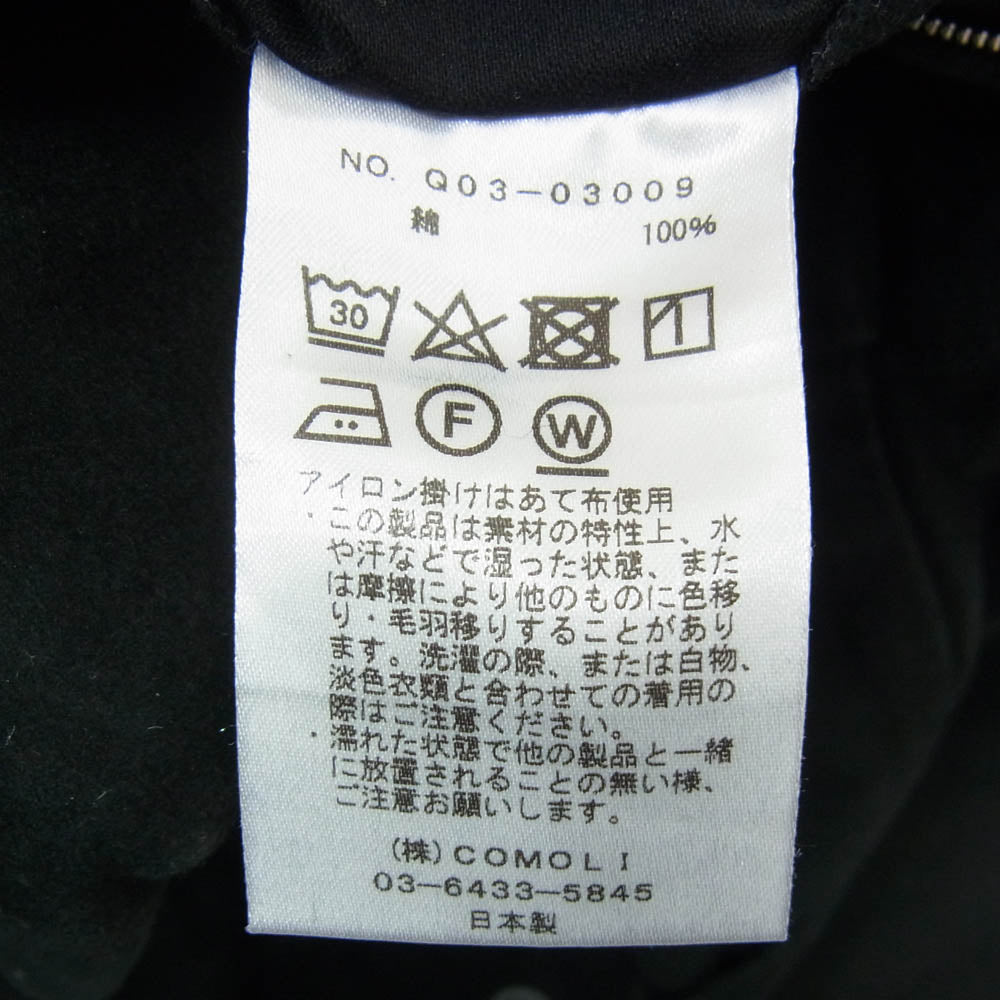 NO. Q03-03009
綿 100%
30
F
W
アイロン掛けはあて布使用
・この製品は素材の特性上、水
や汗などで湿った状態、また
は摩擦により他のものに色移
り・毛羽移りすることがあり
ます。洗濯の際、または白物、
淡色衣類と合わせての着用の
際はご注意ください。
・濡れた状態で他の製品と一緒
に放置されることの無い様、
ご注意お願いします。
(株)COMOLI
03-6433-5845
日本製